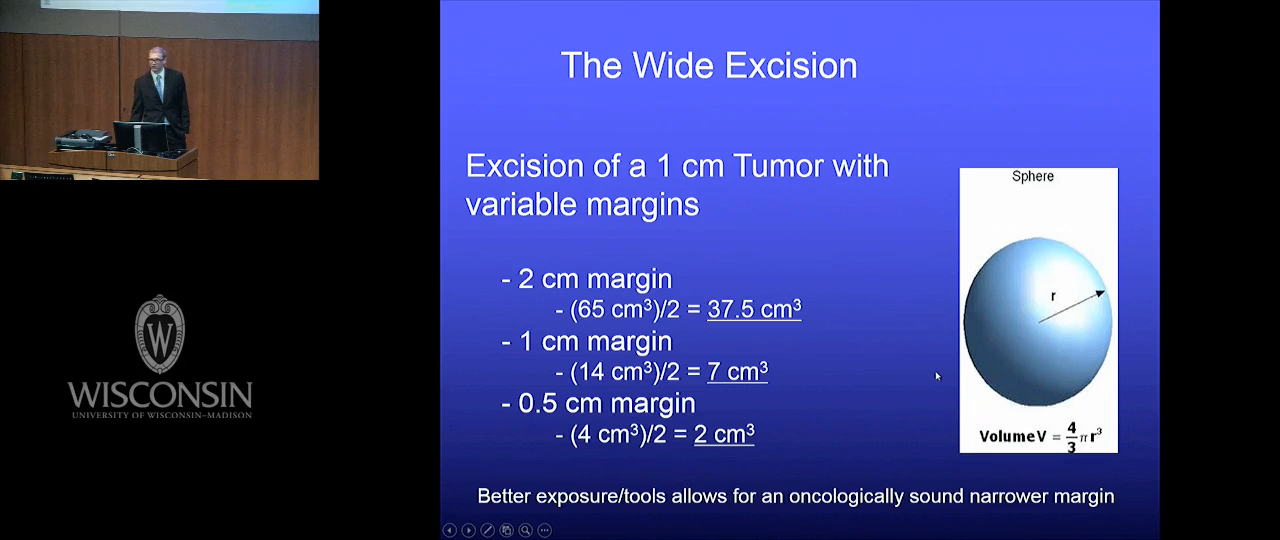 The Wide Excision
Excision of a 1 cm Tumor with
variable margins
- 2 cm margin
- (65 cm³)/2 = 37.5 cm³
- 1 cm margin
- (14 cm³)/2 = 7 cm³
- 0.5 cm margin
- (4 cm³)/2 = 2 cm³
Sphere
r
Volume V = 4/3 π r³
Better exposure/tools allows for an oncologically sound narrower margin
W
WISCONSIN
UNIVERSITY OF WISCONSIN–MADISON